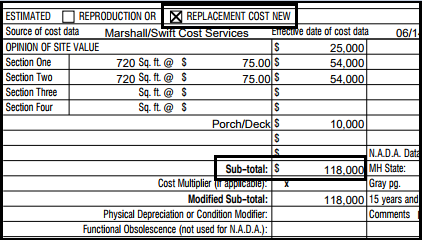 ESTIMATED REPRODUCTION OR REPLACEMENT COST NEW
Source of cost data Marshall/Swift Cost Services Effective date of cost data 06/1
OPINION OF SITE VALUE $ 25,000
Section One 720 Sq. ft. @ $ 75.00 $ 54,000
Section Two 720 Sq. ft. @ $ 75.00 $ 54,000
Section Three Sq. ft. @ $ $
Section Four Sq. ft. @ $ $
Porch/Deck $ 10,000
$
$ N.A.D.A. Data
Sub-total: $ 118,000 MH State:
Cost Multiplier (if applicable): x Gray pg.
Modified Sub-total: 118,000 15 years and
Physical Depreciation or Condition Modifier: Comments
Functional Obsolescence (not used for N.A.D.A.):